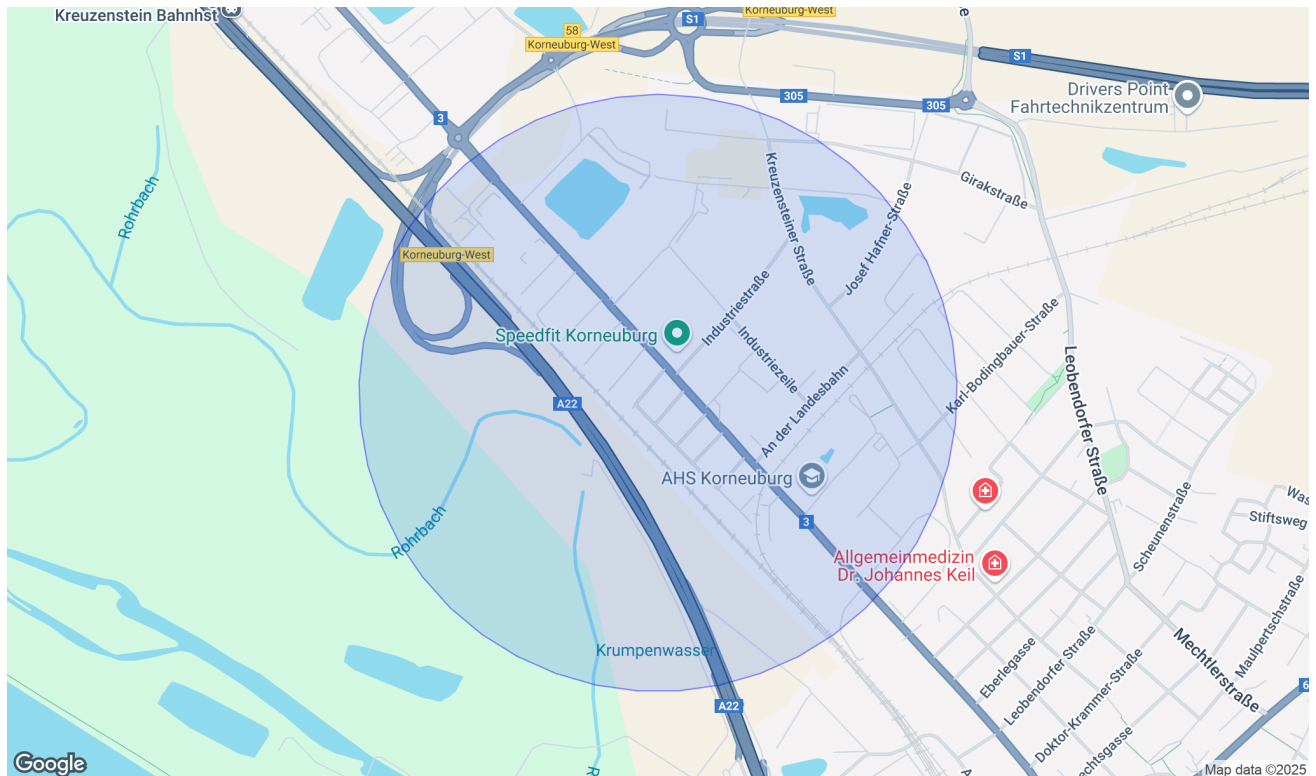 Kreuzenstein Bahnhst
58
Korneuburg-West
S1
Korneuburg-West
S1
305
305
3
Drivers Point
Fahrtechnikzentrum
Girakstraße
Kreuzensteiner Straße
Josef Hafner-Straße
Rohrbach
Korneuburg-West
Speedfit Korneuburg
Industriestraße
Industriezeile
Karl-Bodingbauer-Straße
Leobendorfer Straße
A22
An der Landesbahn
AHS Korneuburg
3
Rohrbach
Allgemeinmedizin
Dr. Johannes Keil
Scheunenstraße
Stiftsweg
Maulpertschstraße
Mechtlerstraße
Krumpenwasser
Eberlegasse
Leobendorfer Straße
Doktor-Krammer-Straße
A22
6
Google
Map data ©2025